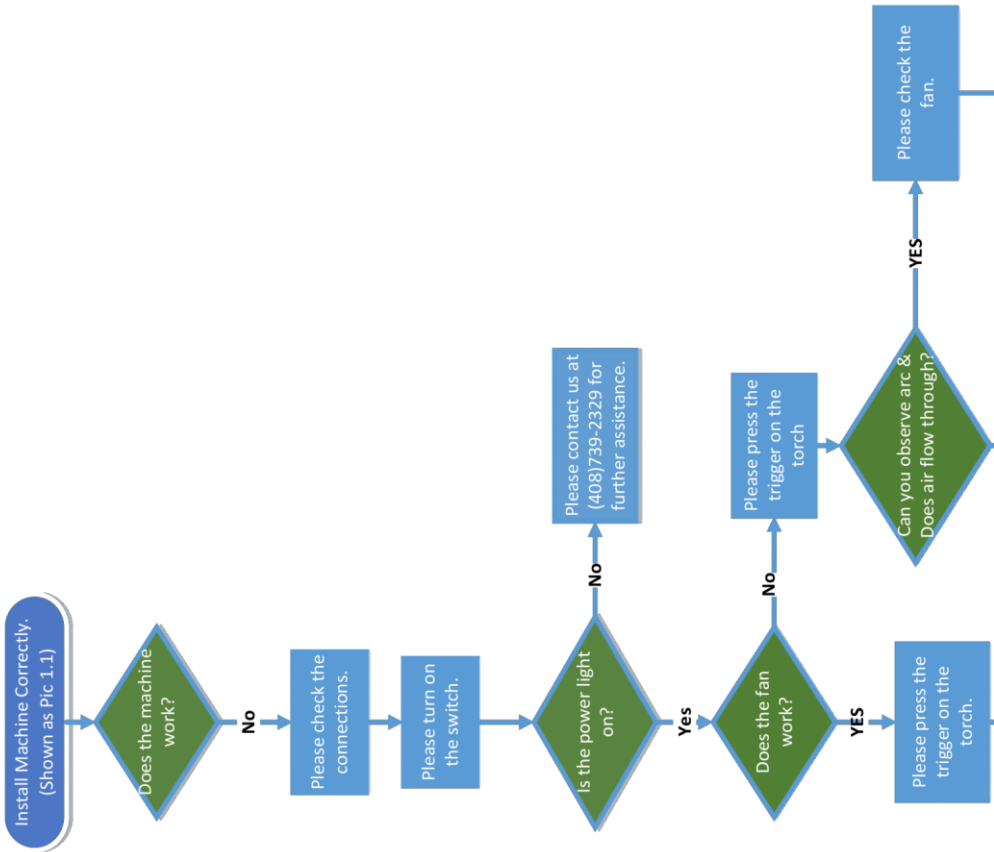 Install Machine Correctly.
(Shown as Pic 1.1)
Does the machine
work?
No
Please check the
connections.
Please turn on
the switch.
Is the power light
on?
No
Please contact us at
(408)739-2329 for
further assistance.
Yes
Does the fan
work?
No
Please press the
trigger on the
torch
Can you observe arc &
Does air flow through?
YES
Please check the
fan.
YES
Please press the
trigger on the
torch.